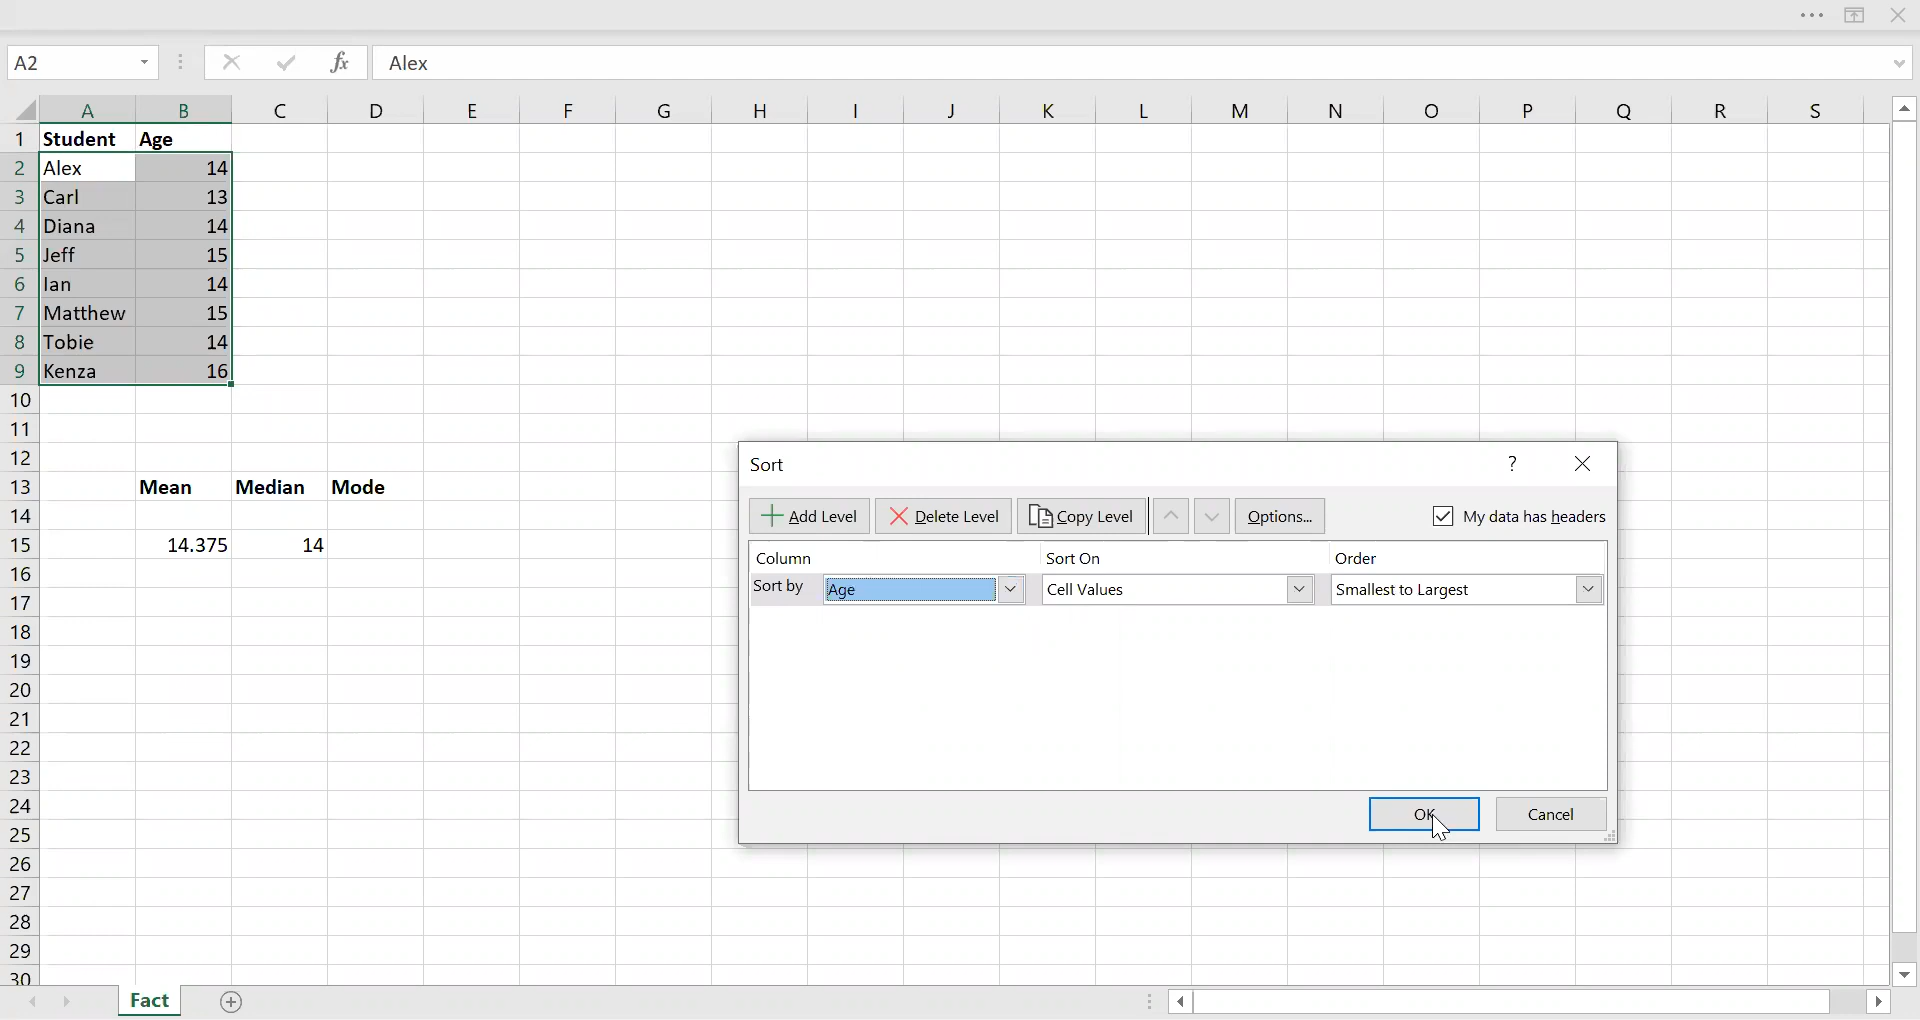 A2 fx Alex
A B C D E F G H I J K L M N O P Q R S
1 Student Age
2 Alex 14
3 Carl 13
4 Diana 14
5 Jeff 15
6 Ian 14
7 Matthew 15
8 Tobie 14
9 Kenza 16
10
11
12
13 Mean Median Mode
14
15 14.375 14
16
17
18
19
20
21
22
23
24
25
26
27
28
29
30
Sort ?
Add Level Delete Level Copy Level Options... My data has headers
Column Sort On Order
Sort by Age Cell Values Smallest to Largest
OK Cancel
Fact